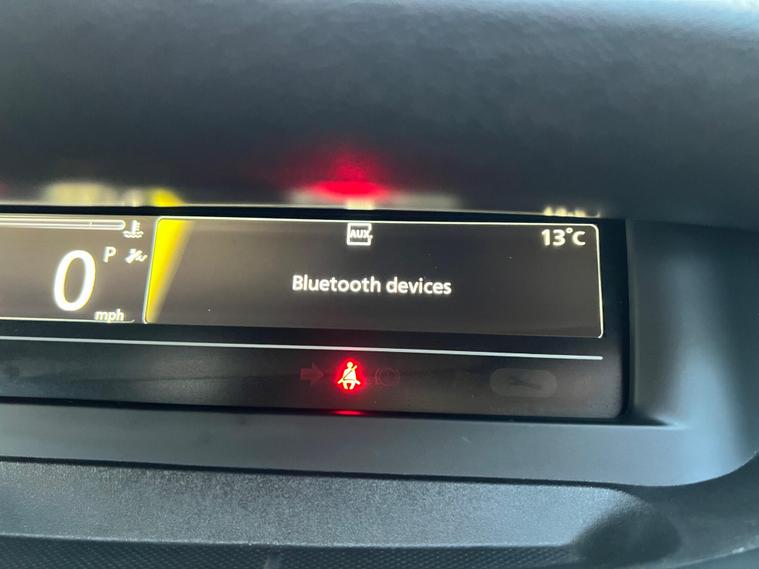 AUX 13°C
0 P
Bluetooth devices
mph